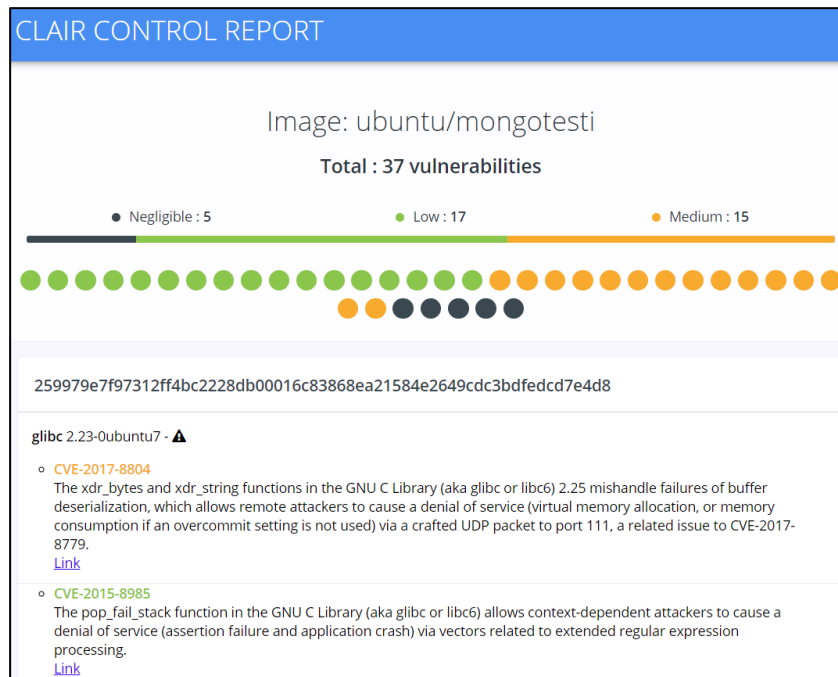 CLAIR CONTROL REPORT
Image: ubuntu/mongotesti
Total : 37 vulnerabilities
Negligible : 5 Low : 17 Medium : 15
259979e7f97312ff4bc2228db00016c83868ea21584e2649cdc3bdfedcd7e4d8
glibc 2.23-0ubuntu7 -
CVE-2017-8804
The xdr_bytes and xdr_string functions in the GNU C Library (aka glibc or libc6) 2.25 mishandle failures of buffer
deserialization, which allows remote attackers to cause a denial of service (virtual memory allocation, or memory
consumption if an overcommit setting is not used) via a crafted UDP packet to port 111, a related issue to CVE-2017-
8779.
Link
CVE-2015-8985
The pop_fail_stack function in the GNU C Library (aka glibc or libc6) allows context-dependent attackers to cause a
denial of service (assertion failure and application crash) via vectors related to extended regular expression
processing.
Link